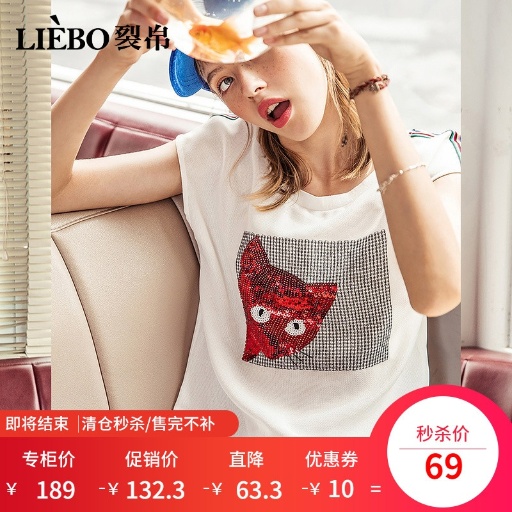 LIÈBO 裂帛
即将结束 清仓秒杀/售完不补
专柜价 促销价 直降 优惠券
¥ 189 -¥ 132.3 -¥ 63.3 -¥ 10 =
秒杀价
69